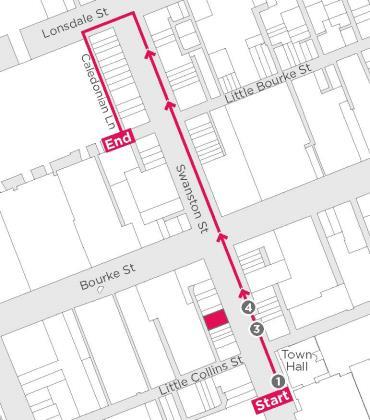 Lonsdale St
Caledonian Ln
Little Bourke St
End
Swanston St
Bourke St
4
3
Town
Hall
Little Collins St
1
Start